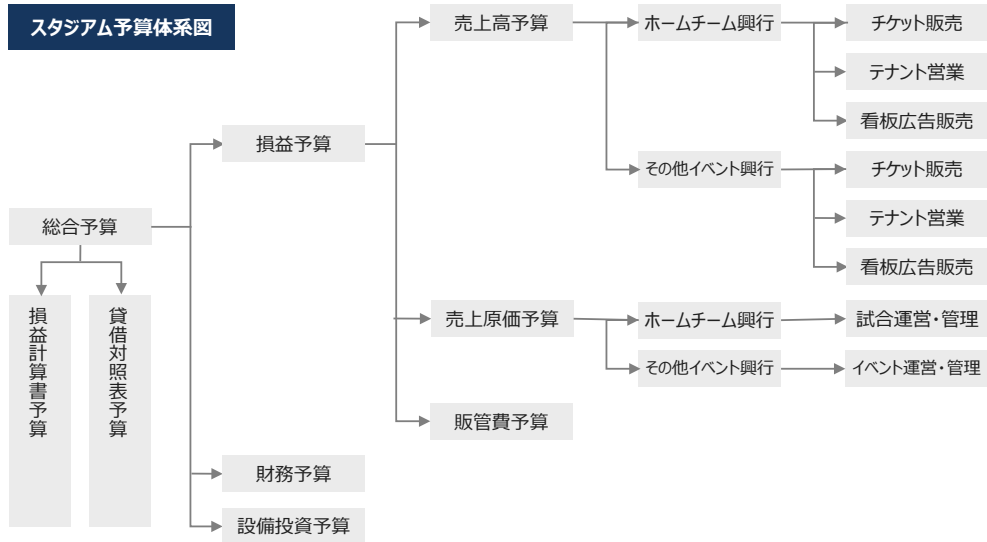 スタジアム予算体系図
売上高予算
ホームチーム興行
チケット販売
テナント営業
看板広告販売
損益予算
その他イベント興行
チケット販売
テナント営業
看板広告販売
総合予算
損益計算書予算
貸借対照表予算
売上原価予算
ホームチーム興行
試合運営・管理
その他イベント興行
イベント運営・管理
販管費予算
財務予算
設備投資予算